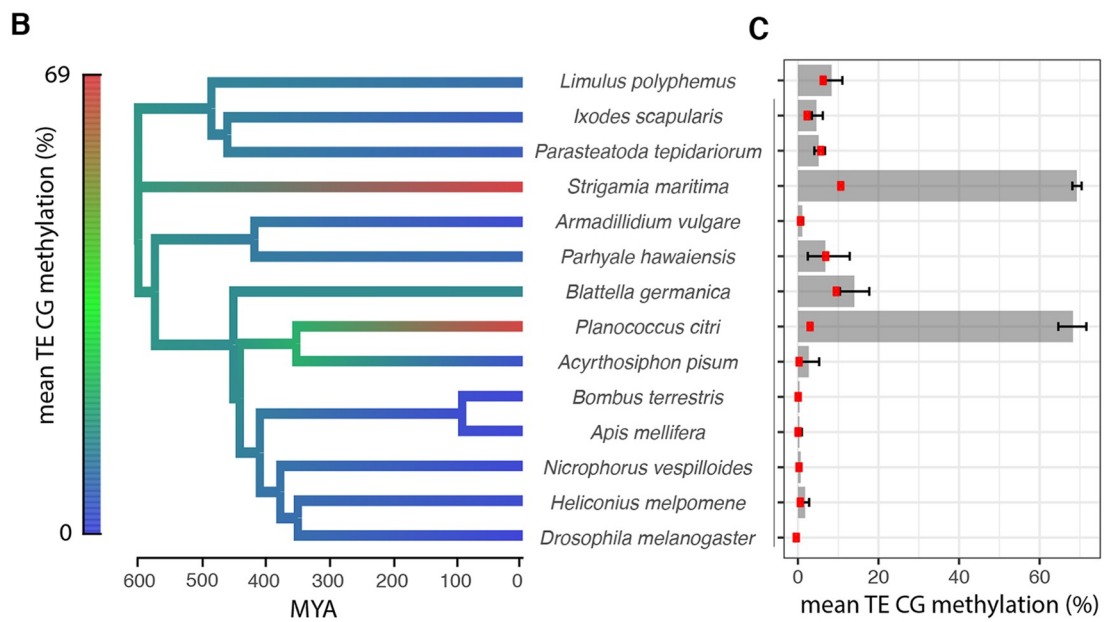 B
C
69
0
mean TE CG methylation (%)
Limulus polyphemus
Ixodes scapularis
Parasteatoda tepidariorum
Strigamia maritima
Armadillidium vulgare
Parhyale hawaiensis
Blattella germanica
Planococcus citri
Acyrthosiphon pisum
Bombus terrestris
Apis mellifera
Nicrophorus vespilloides
Heliconius melpomene
Drosophila melanogaster
600 500 400 300 200 100 0
MYA
0 20 40 60
mean TE CG methylation (%)